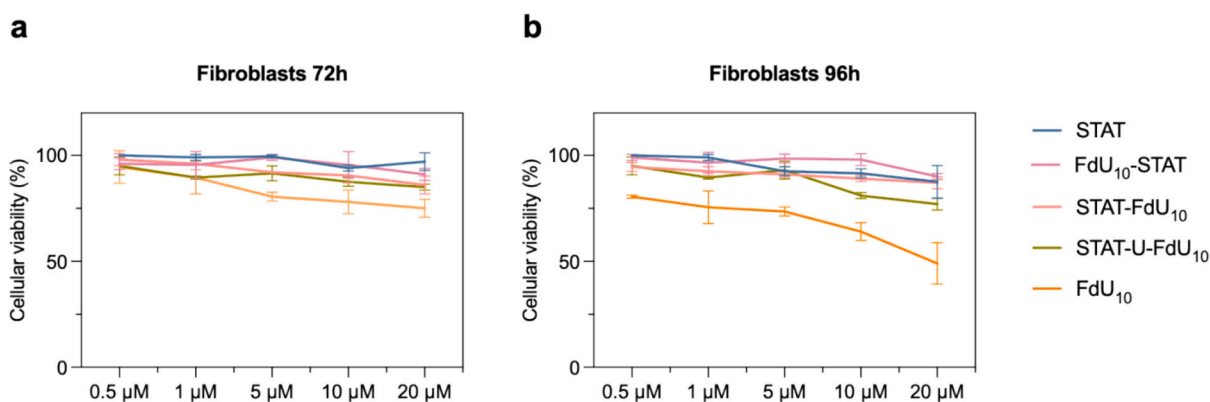 a
Fibroblasts 72h
Cellular viability (%)
100
50
0
0.5 μM 1 μM 5 μM 10 μM 20 μM
b
Fibroblasts 96h
Cellular viability (%)
100
50
0
0.5 μM 1 μM 5 μM 10 μM 20 μM
STAT
FdU₁₀-STAT
STAT-FdU₁₀
STAT-U-FdU₁₀
FdU₁₀